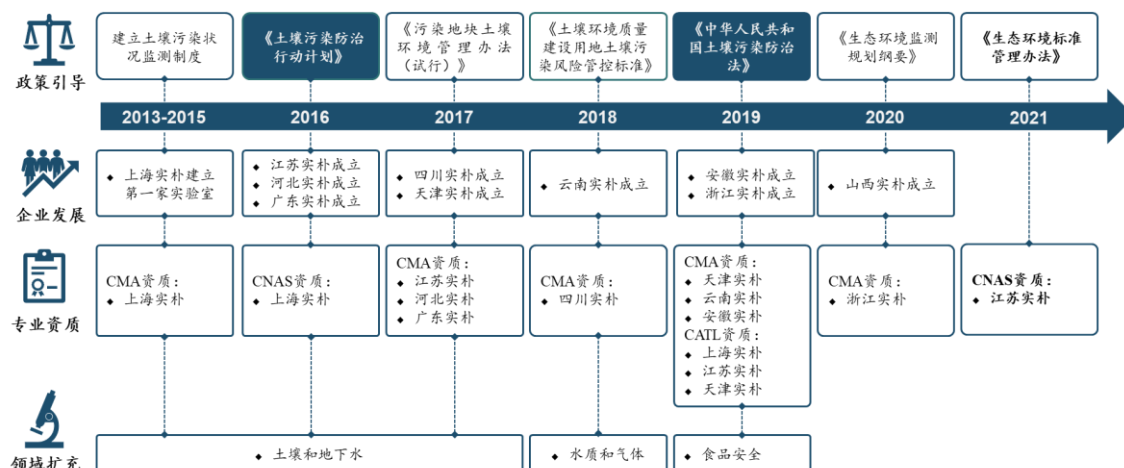 政策引导
建立土壤污染状
况监测制度
《土壤污染防治
行动计划》
《污染地块土壤
环境管理办法
（试行）》
《土壤环境质量
建设用地土壤污
染风险管控标准》
《中华人民共和
国土壤污染防治
法》
《生态环境监测
规划纲要》
《生态环境标准
管理办法》
2013-2015
2016
2017
2018
2019
2020
2021
企业发展
◆ 上海实朴建立
第一家实验室
◆ 江苏实朴成立
◆ 河北实朴成立
◆ 广东实朴成立
◆ 四川实朴成立
◆ 天津实朴成立
◆ 云南实朴成立
◆ 安徽实朴成立
◆ 浙江实朴成立
◆ 山西实朴成立
专业资质
CMA资质：
◆ 上海实朴
CNAS资质：
◆ 上海实朴
CMA资质：
◆ 江苏实朴
◆ 河北实朴
◆ 广东实朴
CMA资质：
◆ 四川实朴
CMA资质：
◆ 天津实朴
◆ 云南实朴
◆ 安徽实朴
CATL资质：
◆ 上海实朴
◆ 江苏实朴
◆ 天津实朴
CMA资质：
◆ 浙江实朴
CNAS资质：
◆ 江苏实朴
领域扩充
◆ 土壤和地下水
◆ 水质和气体
◆ 食品安全